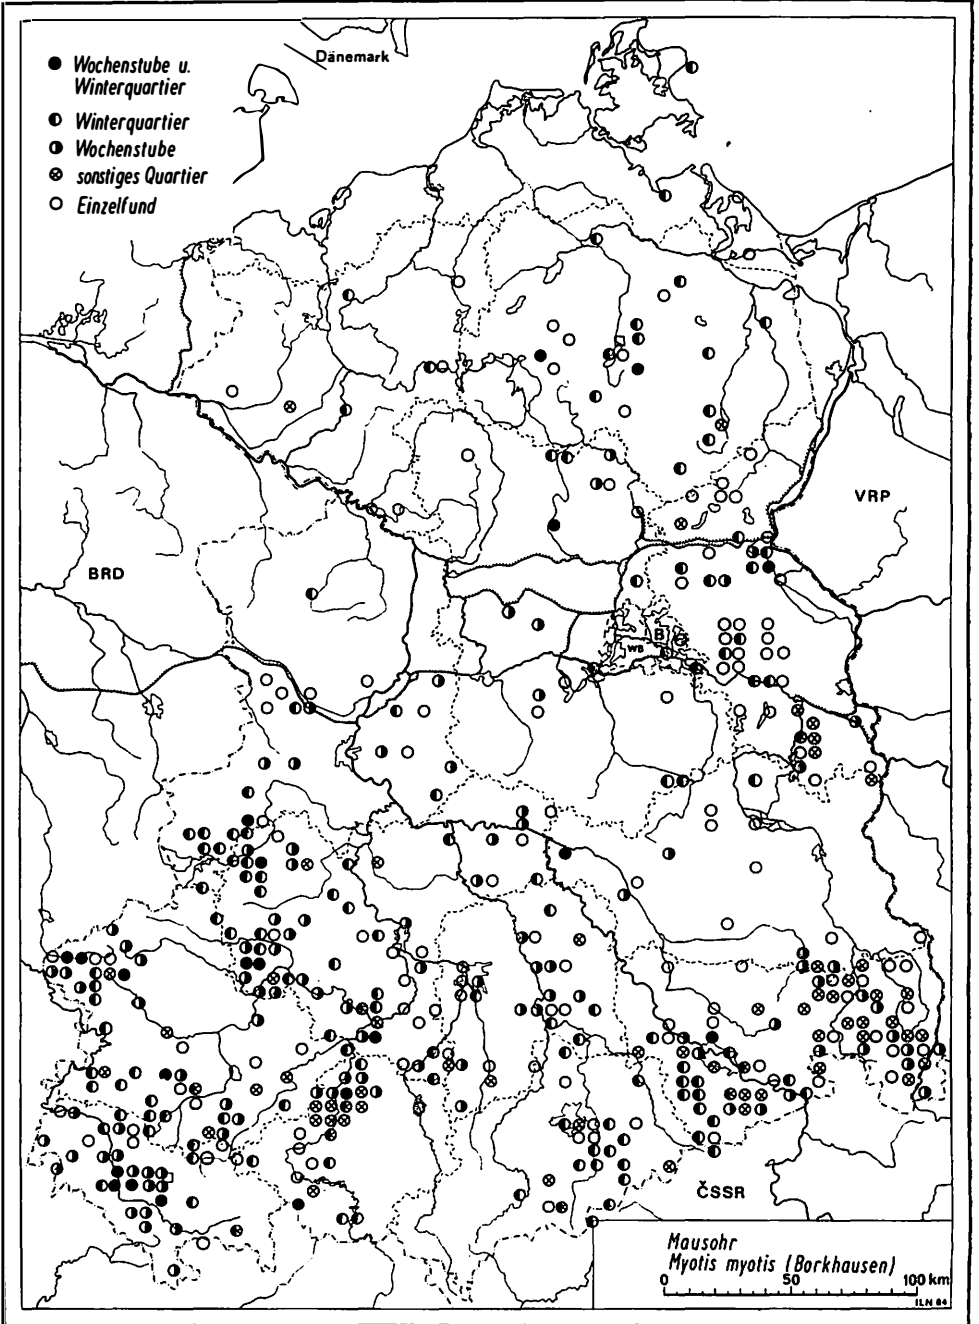 Dänemark
Wochenstube u.
Winterquartier
Winterquartier
Wochenstube
sonstiges Quartier
Einzelfund
VRP
BRD
B
WB
ČSSR
Mausohr
Myotis myotis (Borkhausen)
0 50 100 km
ILN 84